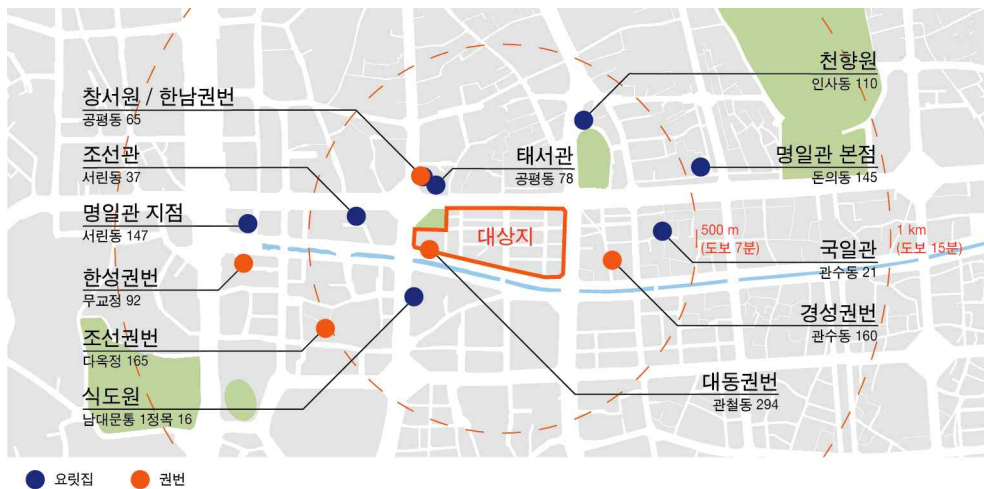 창서원 / 한남권번
공평동 65
조선관
서린동 37
명일관 지점
서린동 147
한성권번
무교정 92
조선권번
다옥정 165
식도원
남대문통 1정목 16
태서관
공평동 78
대상지
천향원
인사동 110
명일관 본점
돈의동 145
500 m
(도보 7분)
1 km
(도보 15분)
국일관
관수동 21
경성권번
관수동 160
대동권번
관철동 294
요릿집
권번